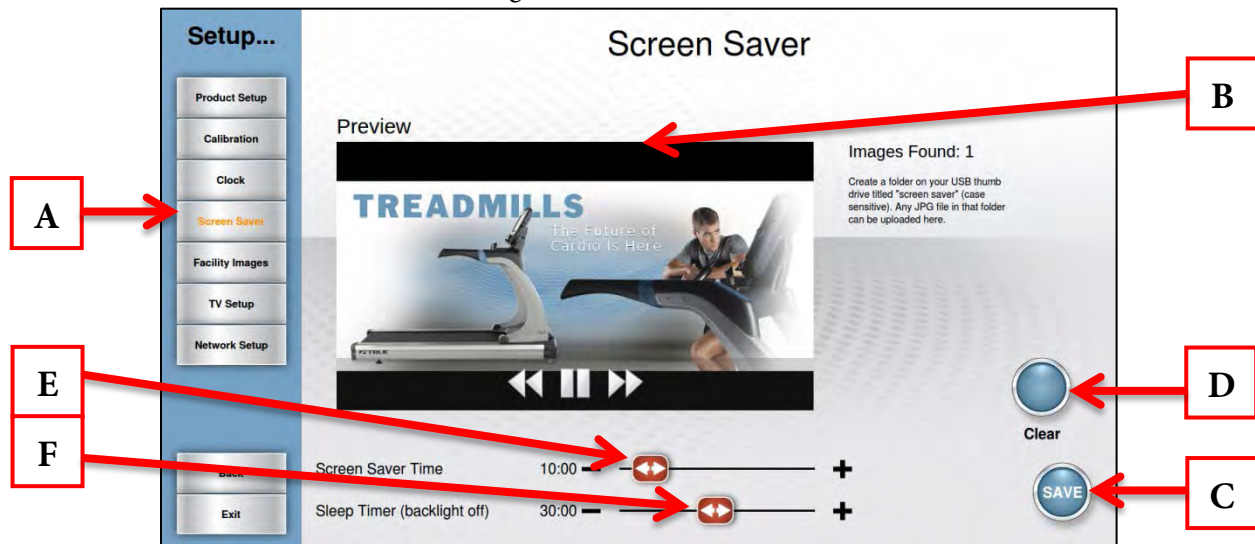 Setup...
Screen Saver
Product Setup
Calibration
Clock
Screen Saver
Facility Images
TV Setup
Network Setup
Back
Exit
A
B
Preview
TREADMILLS
The Future of
Cardio Is Here
TRUE
Images Found: 1
Create a folder on your USB thumb
drive titled "screen saver" (case
sensitive). Any JPG file in that folder
can be uploaded here.
E
F
D
Clear
Screen Saver Time 10:00
Sleep Timer (backlight off) 30:00
SAVE
C